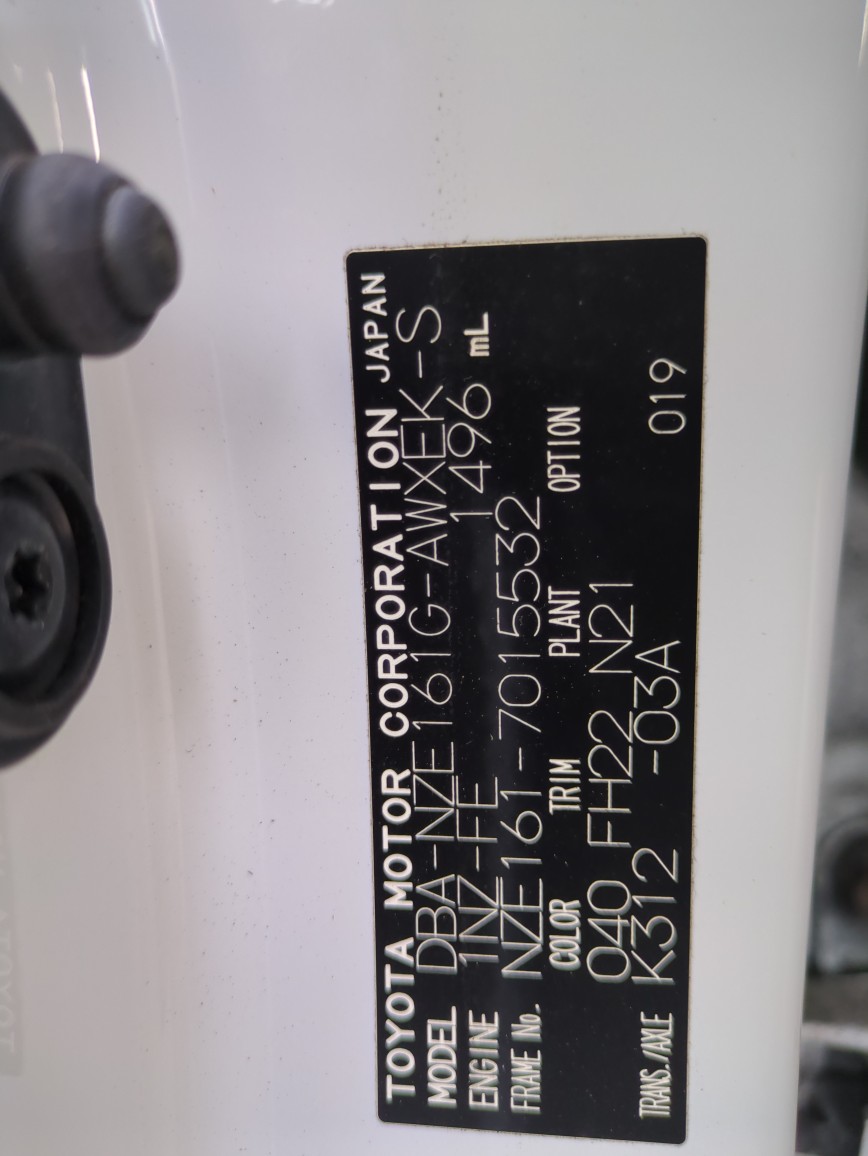 TOYOTA MOTOR CORPORATION JAPAN
MODEL DBA-NZE161G-AWXEK-S
ENGINE 1NZ-FE 1496 mL
FRAME No. NZE161-7015532
COLOR TRIM PLANT OPTION
040 FH22 N21
TRANS./AXLE K312 -03A 019